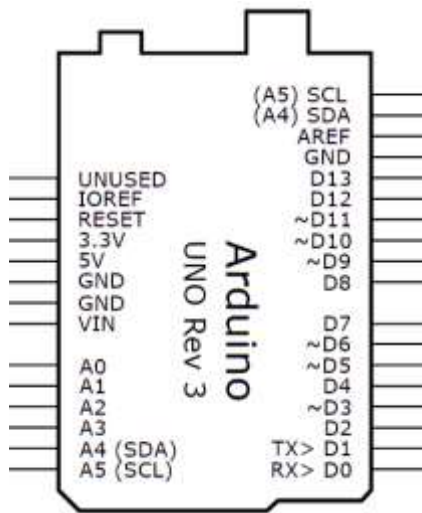 (A5) SCL
(A4) SDA
AREF
GND
D13
D12
~D11
~D10
~D9
D8
D7
~D6
~D5
D4
~D3
D2
TX> D1
RX> D0
UNUSED
IOREF
RESET
3.3V
5V
GND
GND
VIN
A0
A1
A2
A3
A4 (SDA)
A5 (SCL)
Arduino
UNO Rev 3